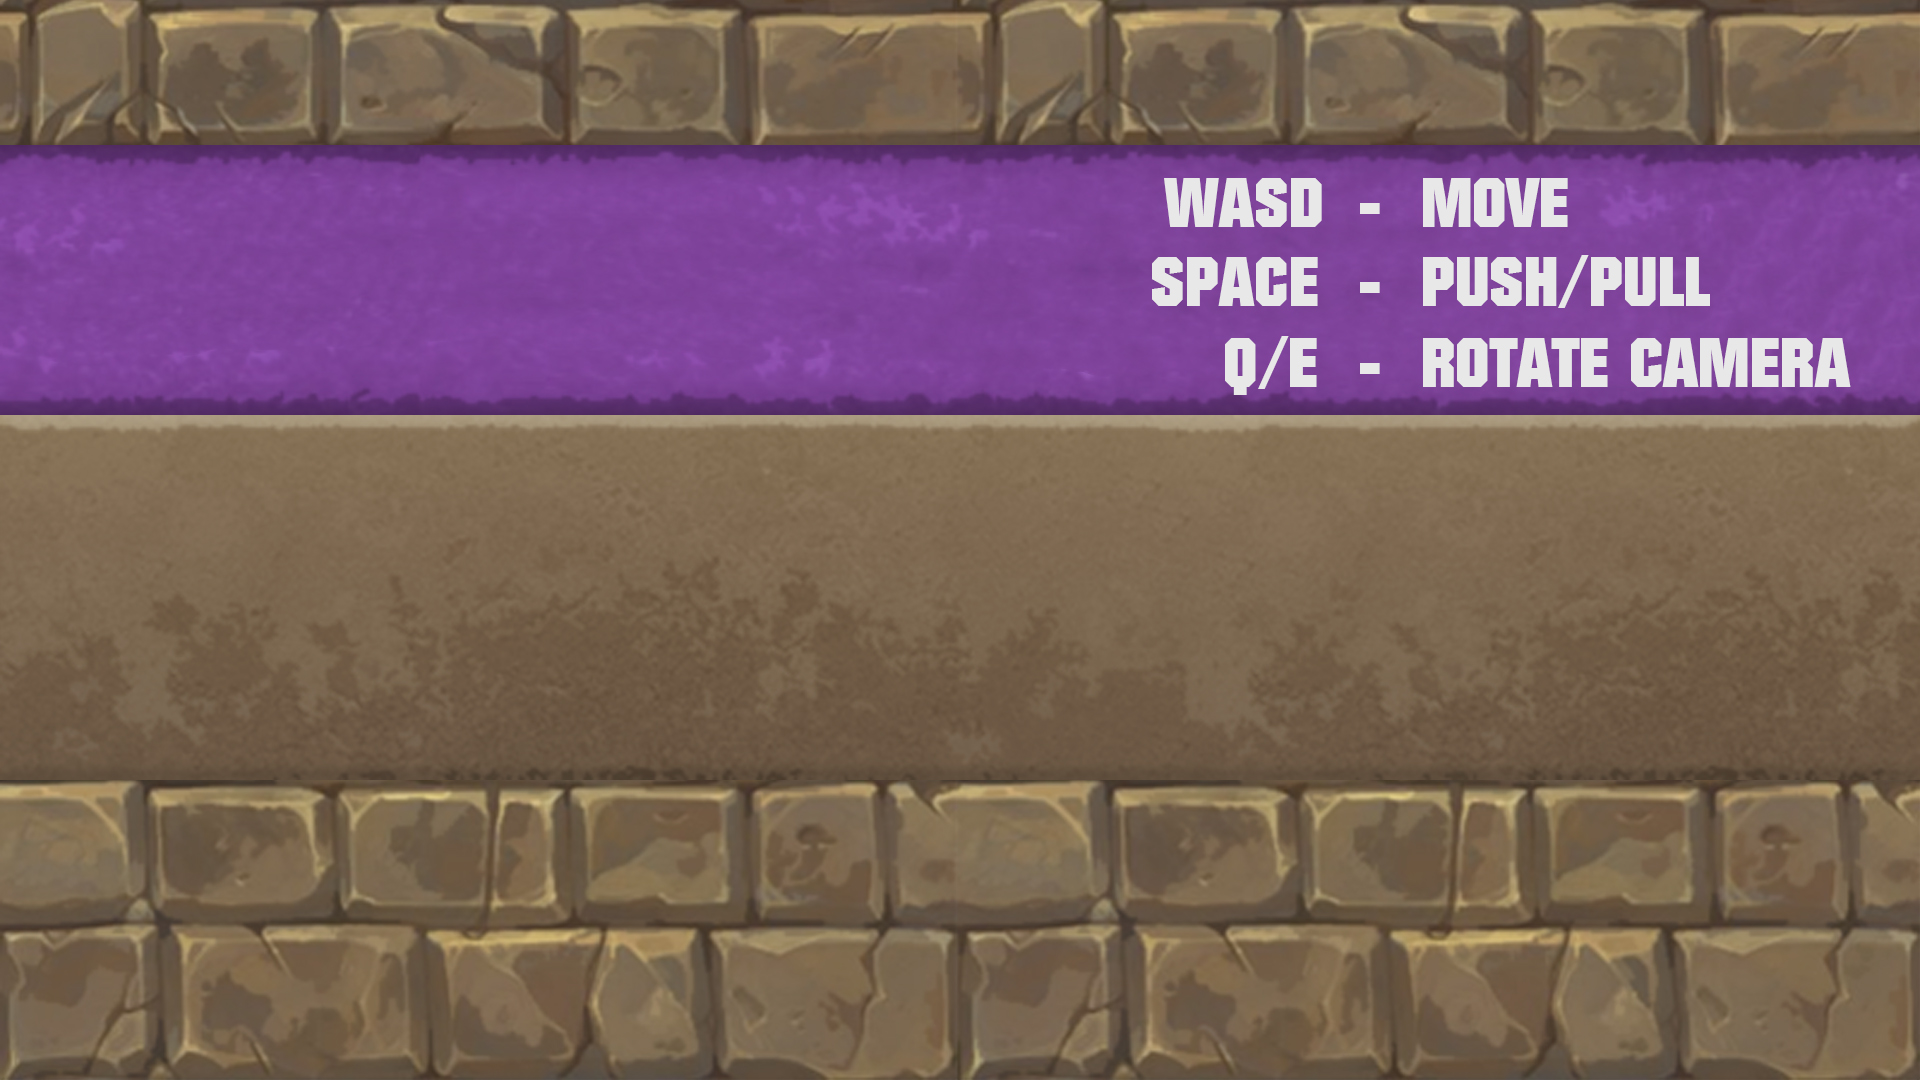 WASD - MOVE
SPACE - PUSH/PULL
Q/E - ROTATE CAMERA